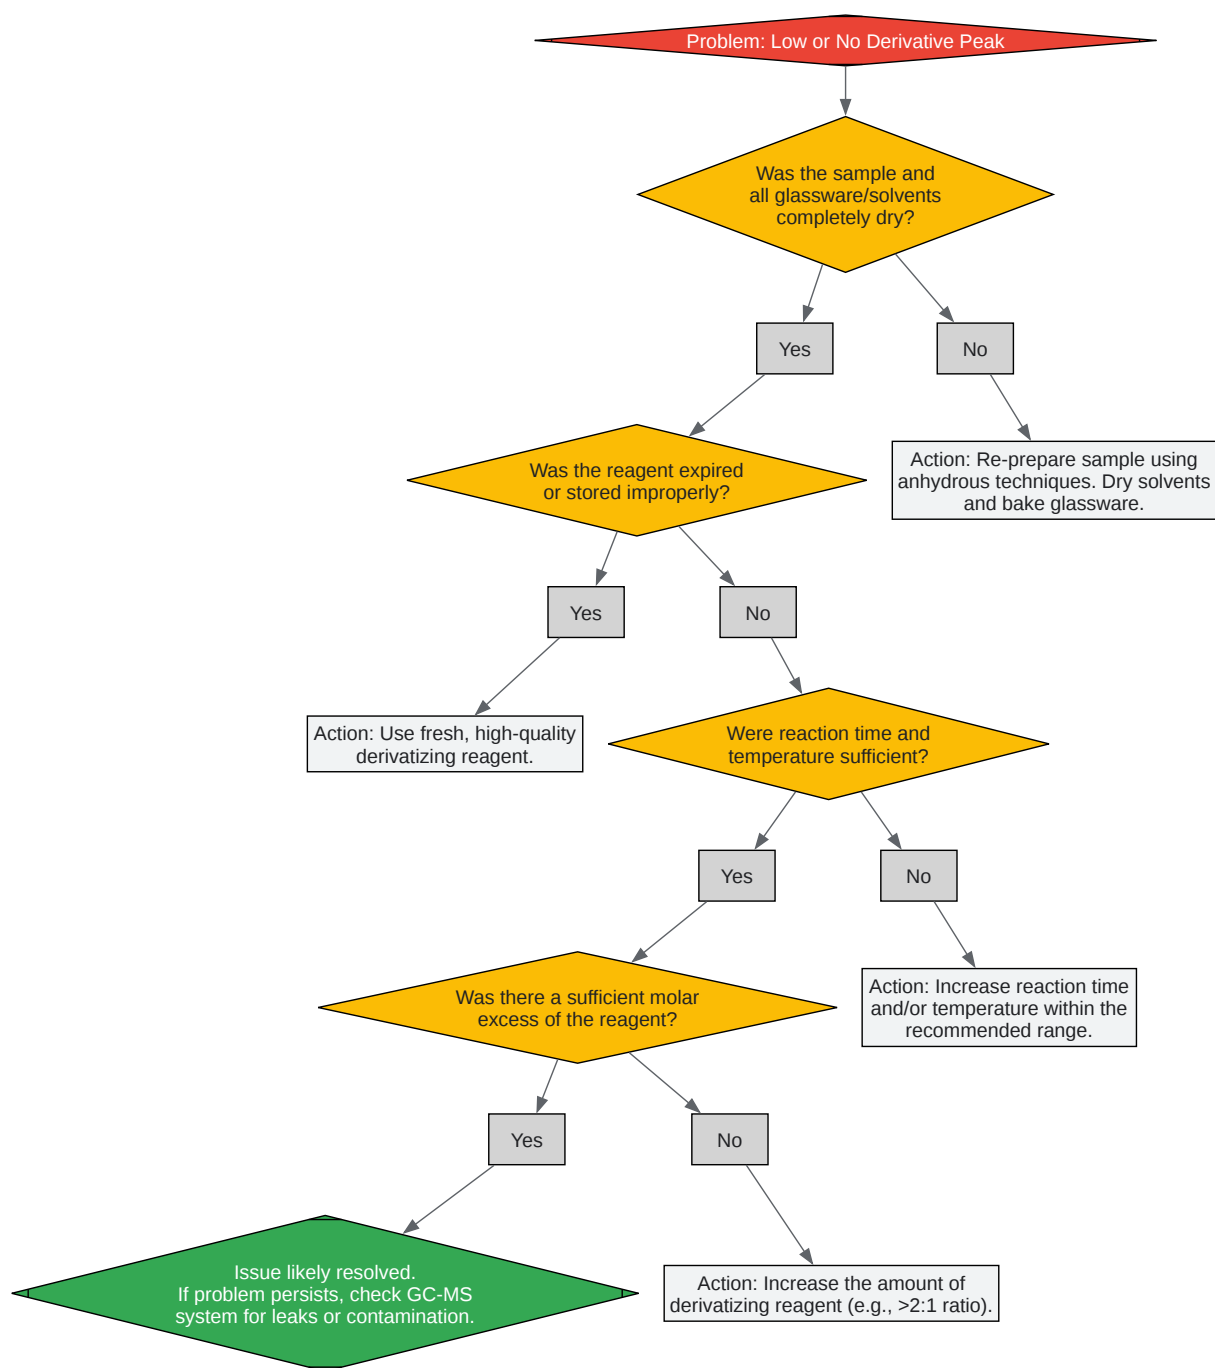 Problem: Low or No Derivative Peak
Was the sample and
all glassware/solvents
completely dry?
Yes
No
Was the reagent expired
or stored improperly?
Action: Re-prepare sample using
anhydrous techniques. Dry solvents
and bake glassware.
Yes
No
Action: Use fresh, high-quality
derivatizing reagent.
Were reaction time and
temperature sufficient?
Yes
No
Was there a sufficient molar
excess of the reagent?
Action: Increase reaction time
and/or temperature within the
recommended range.
Yes
No
Issue likely resolved.
If problem persists, check GC-MS
system for leaks or contamination.
Action: Increase the amount of
derivatizing reagent (e.g., >2:1 ratio).